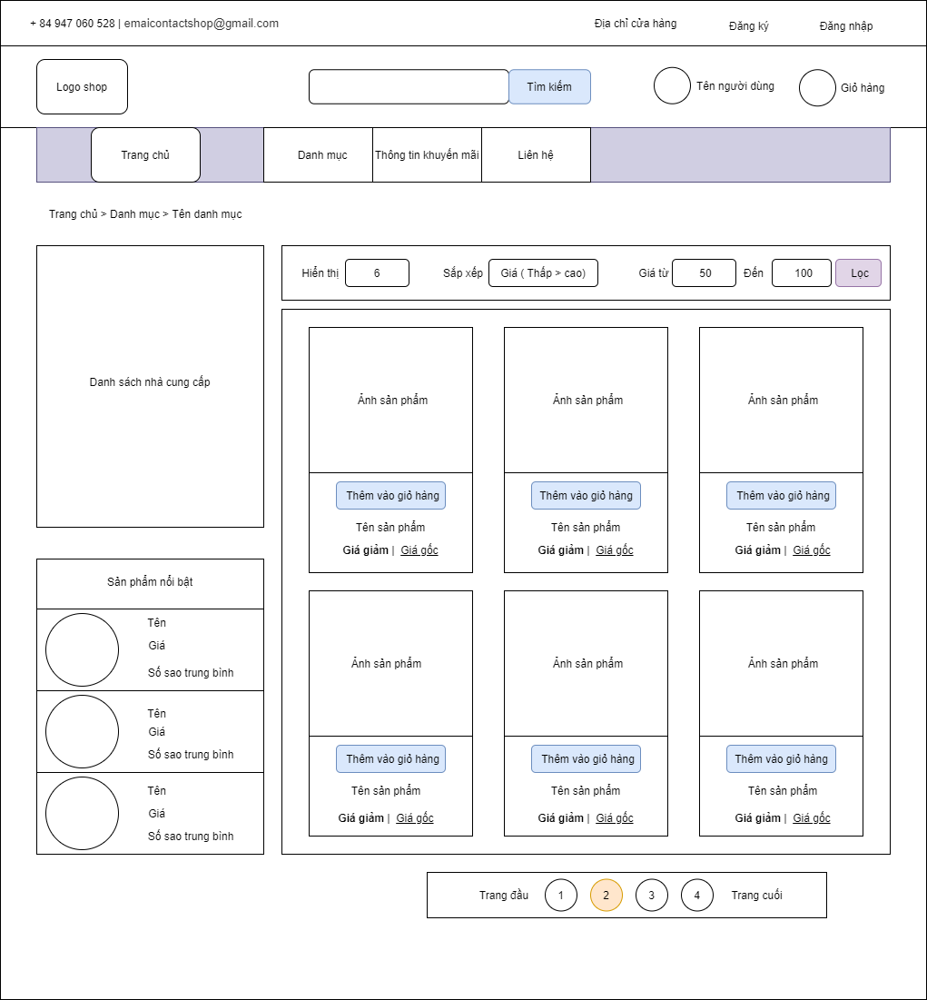 + 84 947 060 528 | emaicontactshop@gmail.com
Địa chỉ cửa hàng
Đăng ký
Đăng nhập
Logo shop
Tìm kiếm
Tên người dùng
Giỏ hàng
Trang chủ
Danh mục
Thông tin khuyến mãi
Liên hệ
Trang chủ > Danh mục > Tên danh mục
Danh sách nhà cung cấp
Sản phẩm nổi bật
Tên
Giá
Số sao trung bình
Tên
Giá
Số sao trung bình
Tên
Giá
Số sao trung bình
Hiển thị
6
Sắp xếp
Giá ( Thấp > cao)
Giá từ
50
Đến
100
Lọc
Ảnh sản phẩm
Thêm vào giỏ hàng
Tên sản phẩm
Giá giảm | Giá gốc
Ảnh sản phẩm
Thêm vào giỏ hàng
Tên sản phẩm
Giá giảm | Giá gốc
Ảnh sản phẩm
Thêm vào giỏ hàng
Tên sản phẩm
Giá giảm | Giá gốc
Ảnh sản phẩm
Thêm vào giỏ hàng
Tên sản phẩm
Giá giảm | Giá gốc
Ảnh sản phẩm
Thêm vào giỏ hàng
Tên sản phẩm
Giá giảm | Giá gốc
Ảnh sản phẩm
Thêm vào giỏ hàng
Tên sản phẩm
Giá giảm | Giá gốc
Trang đầu
1
2
3
4
Trang cuối